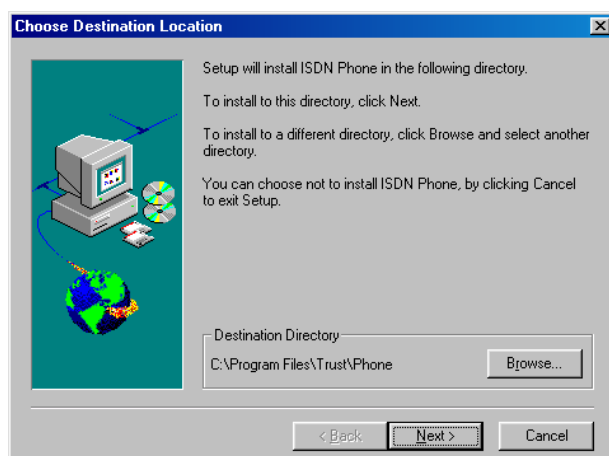 Choose Destination Location
Setup will install ISDN Phone in the following directory.
To install to this directory, click Next.
To install to a different directory, click Browse and select another
directory.
You can choose not to install ISDN Phone, by clicking Cancel
to exit Setup.
Destination Directory
C:\Program Files\Trust\Phone
Browse...
< Back
Next >
Cancel